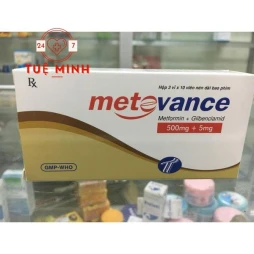 24 7
TUỆ MINH
Rx
Hộp 3 vỉ x 10 viên nén dài bao phim
metovance
Metformin + Glibenclamid
500mg + 5mg
GMP-WHO